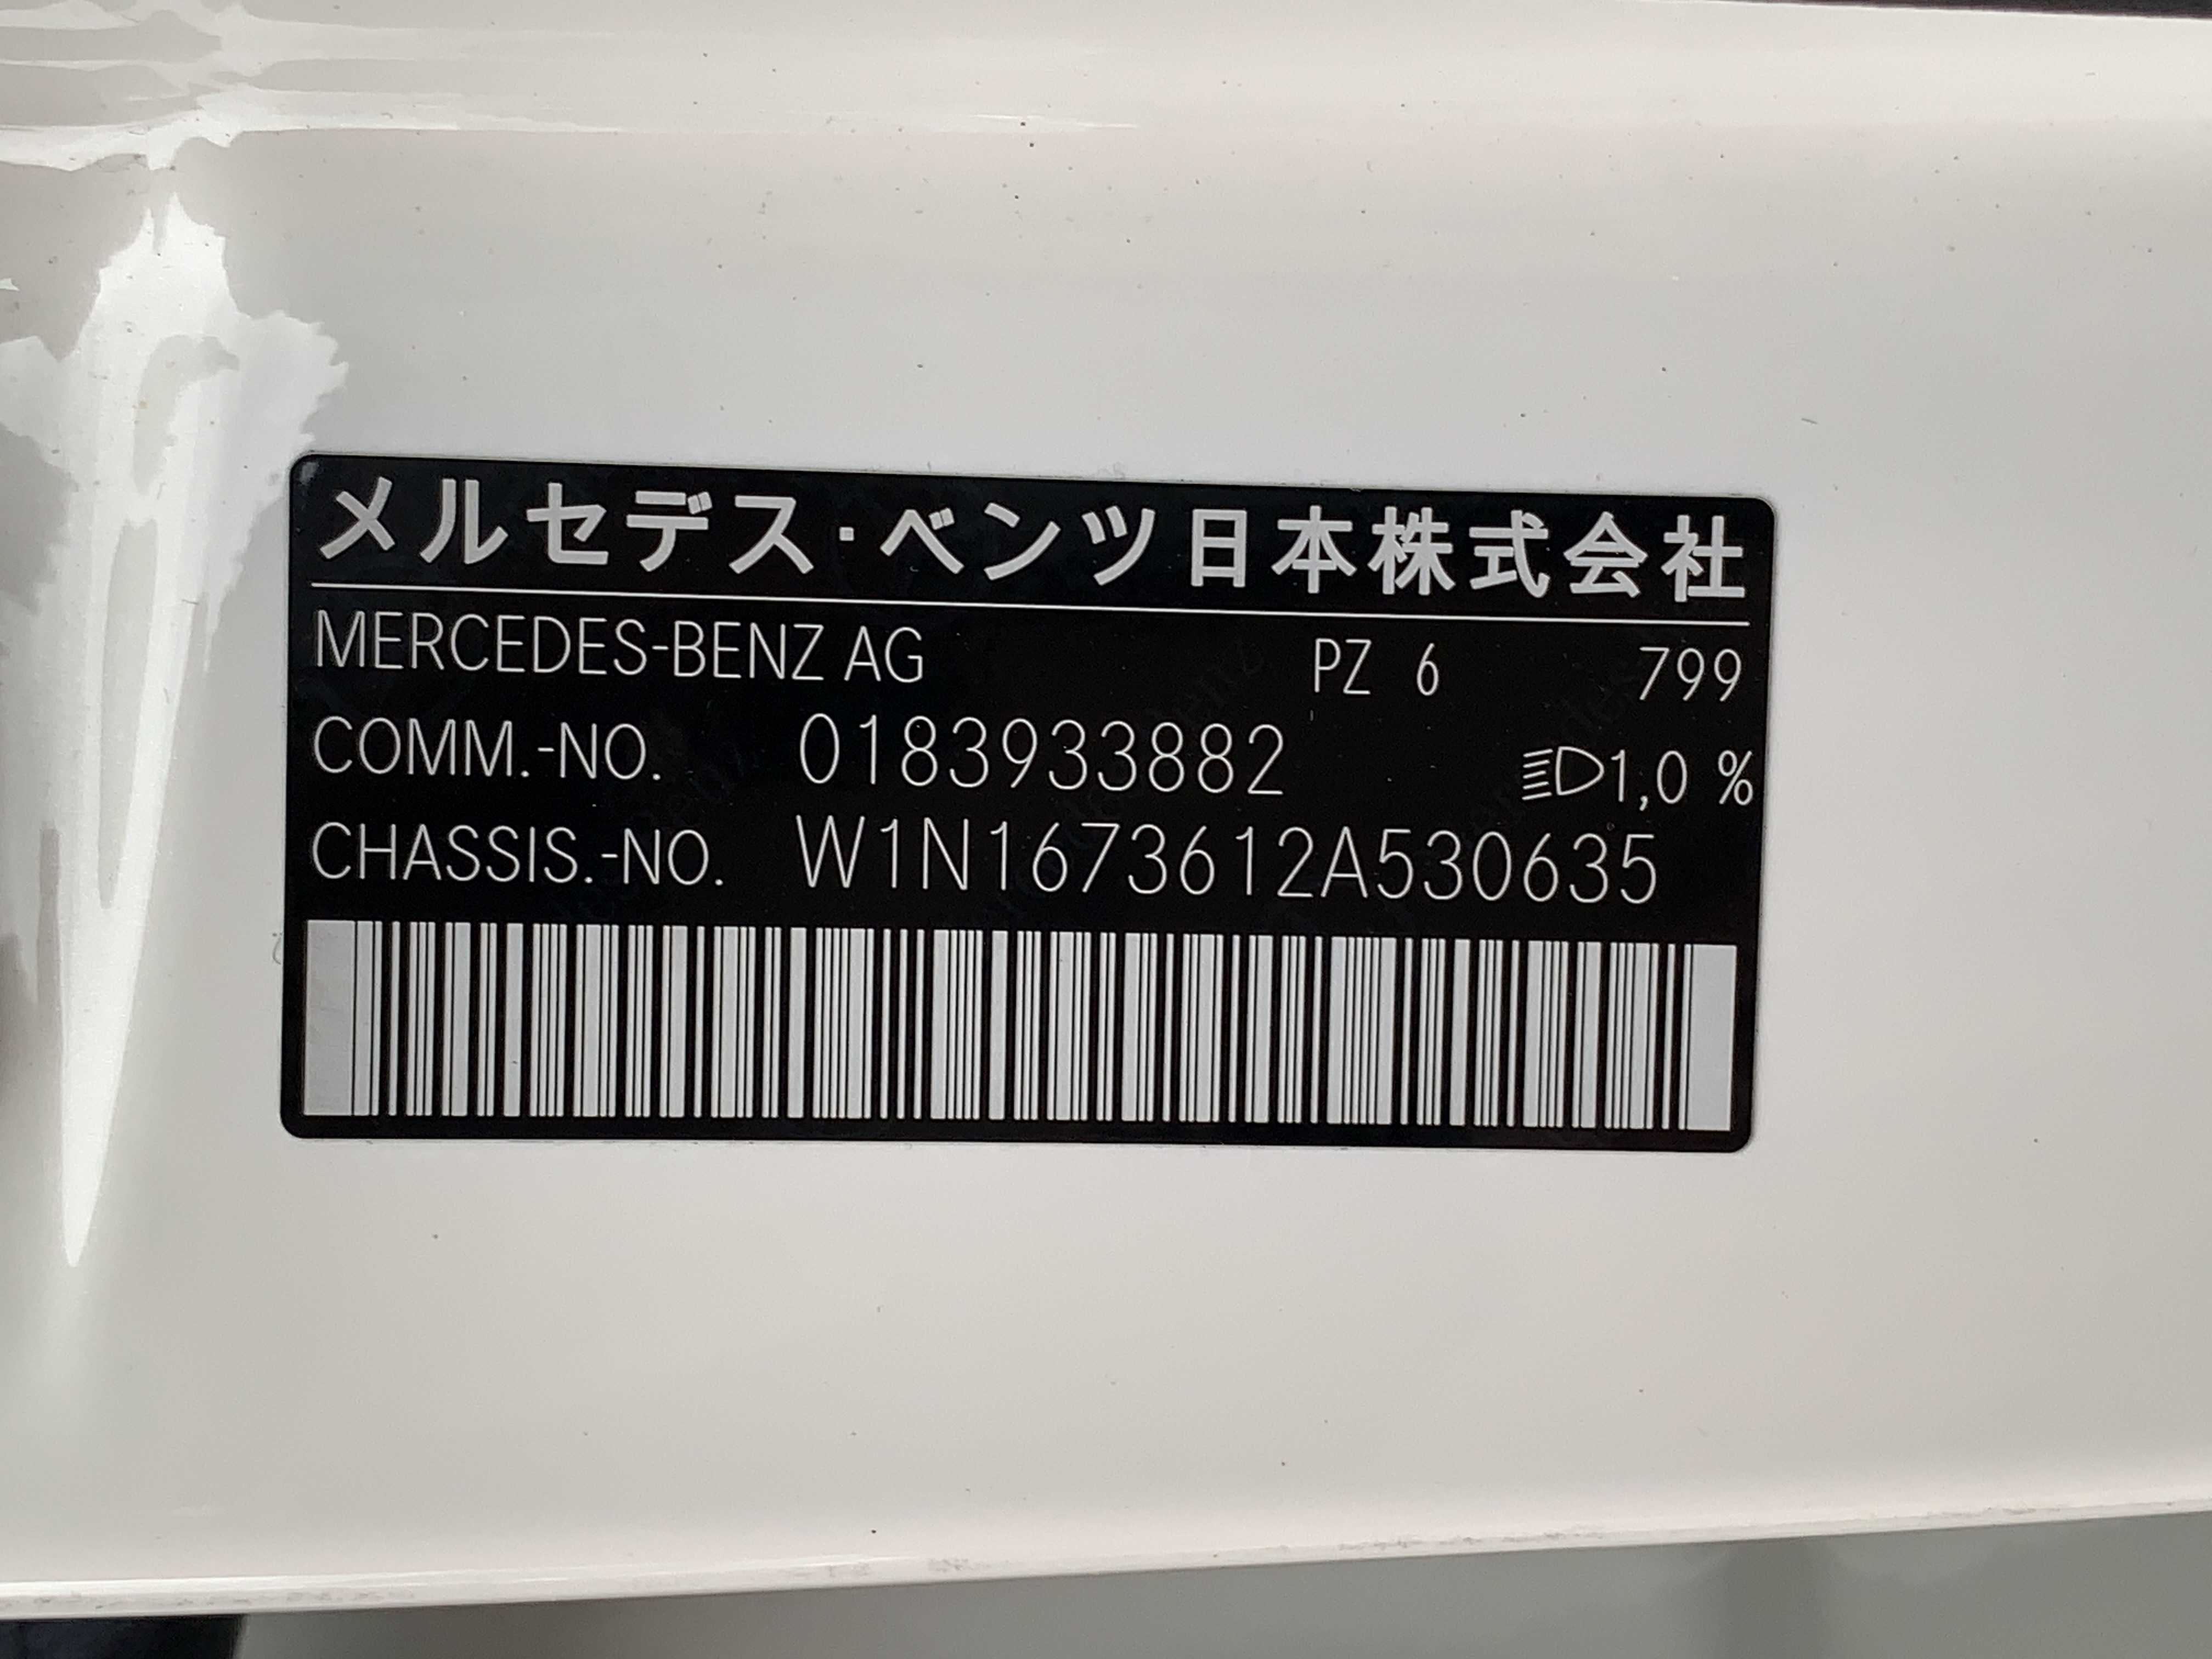 メルセデス・ベンツ日本株式会社
MERCEDES-BENZ AG PZ 6 799
COMM.-NO. 0183933882 1,0 %
CHASSIS.-NO. W1N1673612A530635